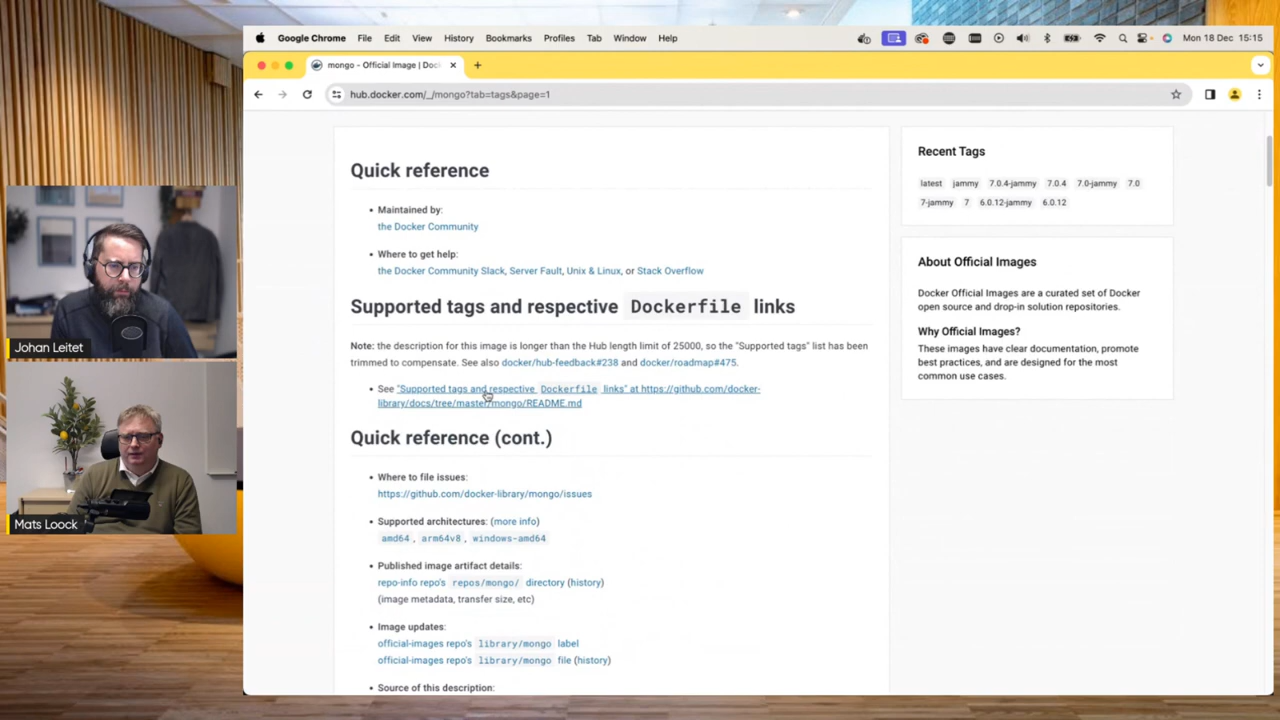 Google Chrome File Edit View History Bookmarks Profiles Tab Window Help Mon 18 Dec 15:15
mongo - Official Image | Doc
hub.docker.com/_/mongo?tab=tags&page=1
Quick reference
• Maintained by:
the Docker Community
• Where to get help:
the Docker Community Slack, Server Fault, Unix & Linux, or Stack Overflow
Supported tags and respective Dockerfile links
Note: the description for this image is longer than the Hub length limit of 25000, so the "Supported tags" list has been
trimmed to compensate. See also docker/hub-feedback#238 and docker/roadmap#475.
• See "Supported tags and respective Dockerfile links" at https://github.com/docker-
library/docs/tree/master/mongo/README.md
Quick reference (cont.)
• Where to file issues:
https://github.com/docker-library/mongo/issues
• Supported architectures: (more info)
amd64 , arm64v8 , windows-amd64
• Published image artifact details:
repo-info repo's repos/mongo/ directory (history)
(image metadata, transfer size, etc)
• Image updates:
official-images repo's library/mongo label
official-images repo's library/mongo file (history)
• Source of this description:
Recent Tags
latest jammy 7.0.4-jammy 7.0.4 7.0-jammy 7.0
7-jammy 7 6.0.12-jammy 6.0.12
About Official Images
Docker Official Images are a curated set of Docker
open source and drop-in solution repositories.
Why Official Images?
These images have clear documentation, promote
best practices, and are designed for the most
common use cases.
Johan Leitet
Mats Loock